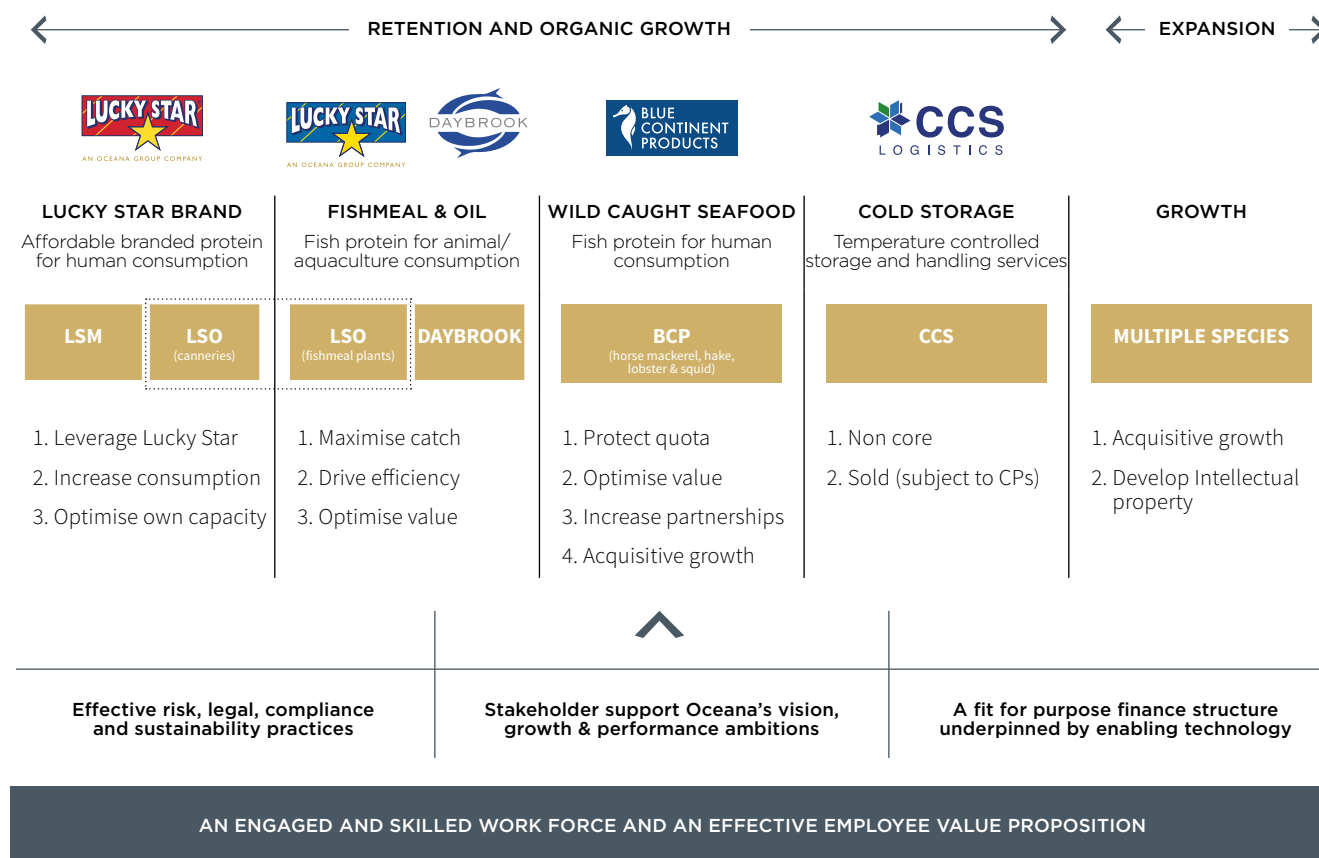 RETENTION AND ORGANIC GROWTH
EXPANSION
LUCKY STAR
AN OCEANA GROUP COMPANY
LUCKY STAR
AN OCEANA GROUP COMPANY
DAYBROOK
BLUE
CONTINENT
PRODUCTS
CCS
LOGISTICS
LUCKY STAR BRAND
Affordable branded protein
for human consumption
FISHMEAL & OIL
Fish protein for animal/
aquaculture consumption
WILD CAUGHT SEAFOOD
Fish protein for human
consumption
COLD STORAGE
Temperature controlled
storage and handling services
GROWTH
LSM
LSO
(canneries)
LSO
(fishmeal plants)
DAYBROOK
BCP
(horse mackerel, hake,
lobster & squid)
CCS
MULTIPLE SPECIES
1. Leverage Lucky Star
2. Increase consumption
3. Optimise own capacity
1. Maximise catch
2. Drive efficiency
3. Optimise value
1. Protect quota
2. Optimise value
3. Increase partnerships
4. Acquisitive growth
1. Non core
2. Sold (subject to CPs)
1. Acquisitive growth
2. Develop Intellectual
property
Effective risk, legal, compliance
and sustainability practices
Stakeholder support Oceana's vision,
growth & performance ambitions
A fit for purpose finance structure
underpinned by enabling technology
AN ENGAGED AND SKILLED WORK FORCE AND AN EFFECTIVE EMPLOYEE VALUE PROPOSITION